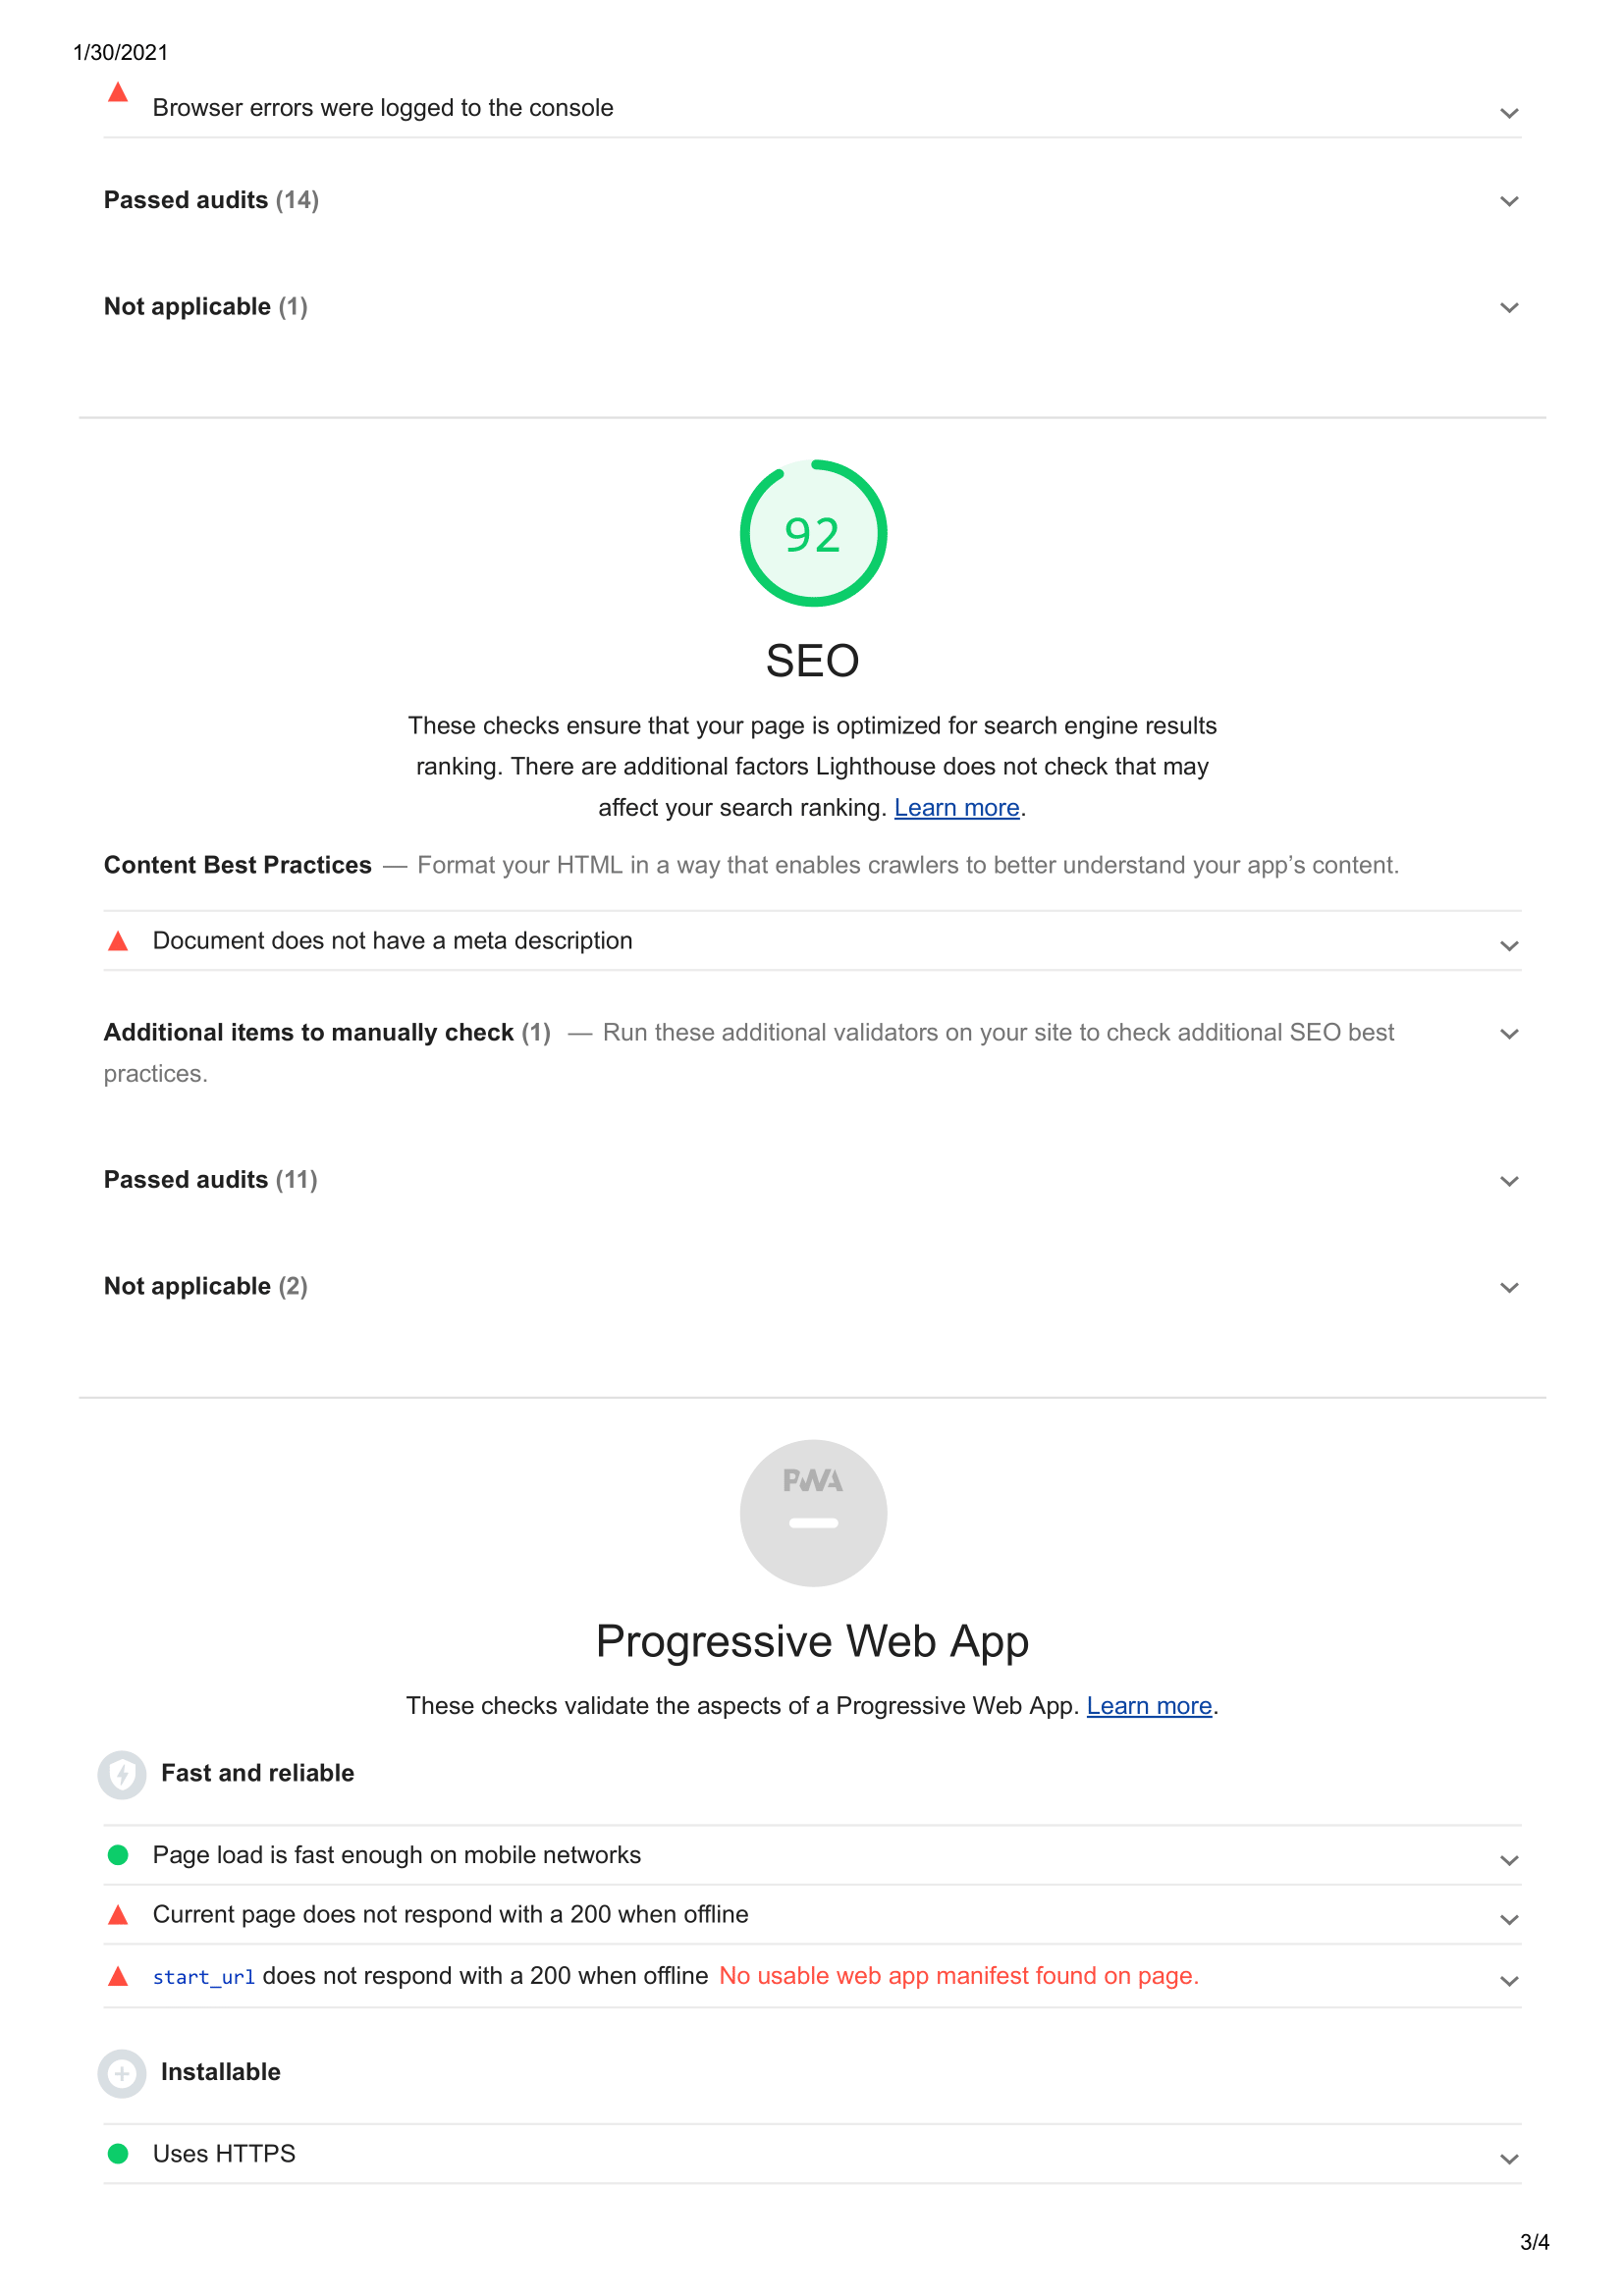 1/30/2021
Browser errors were logged to the console
Passed audits (14)
Not applicable (1)
92
SEO
These checks ensure that your page is optimized for search engine results
ranking. There are additional factors Lighthouse does not check that may
affect your search ranking. Learn more.
Content Best Practices — Format your HTML in a way that enables crawlers to better understand your app’s content.
Document does not have a meta description
Additional items to manually check (1) — Run these additional validators on your site to check additional SEO best
practices.
Passed audits (11)
Not applicable (2)
PWA
Progressive Web App
These checks validate the aspects of a Progressive Web App. Learn more.
Fast and reliable
Page load is fast enough on mobile networks
Current page does not respond with a 200 when offline
start_url does not respond with a 200 when offline No usable web app manifest found on page.
Installable
Uses HTTPS
3/4